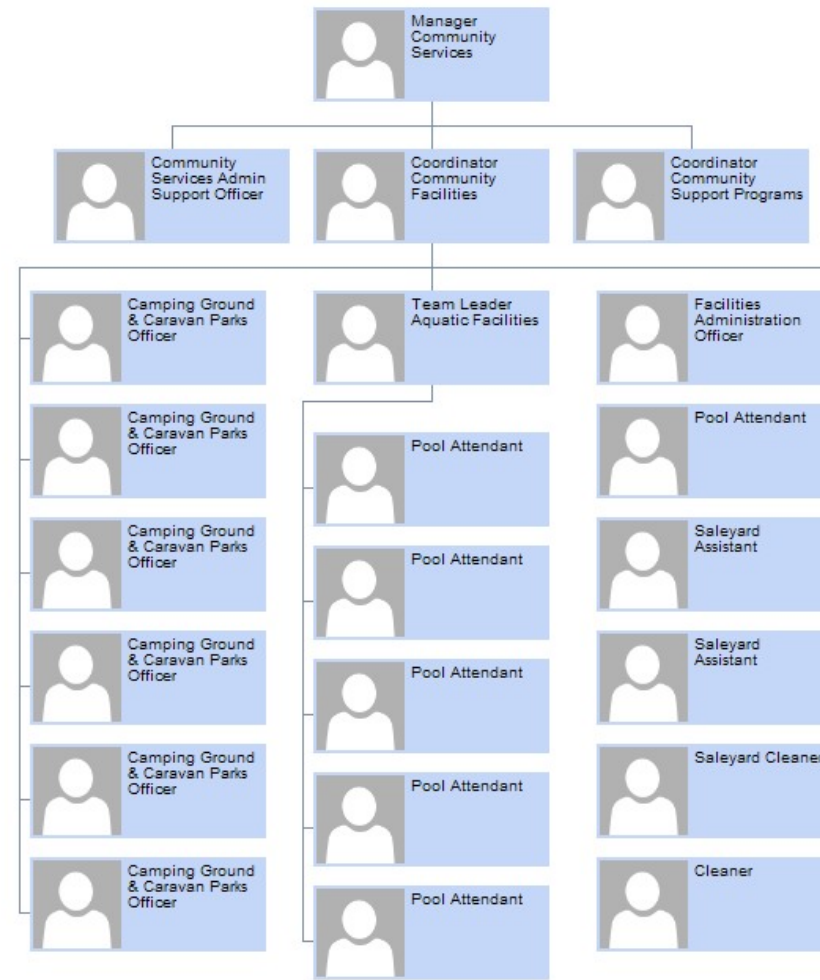 Manager
Community
Services
Community
Services Admin
Support Officer
Coordinator
Community
Facilities
Coordinator
Community
Support Programs
Camping Ground
& Caravan Parks
Officer
Team Leader
Aquatic Facilities
Facilities
Administration
Officer
Camping Ground
& Caravan Parks
Officer
Pool Attendant
Pool Attendant
Camping Ground
& Caravan Parks
Officer
Pool Attendant
Saleyard
Assistant
Camping Ground
& Caravan Parks
Officer
Pool Attendant
Saleyard
Assistant
Camping Ground
& Caravan Parks
Officer
Pool Attendant
Saleyard Cleaner
Camping Ground
& Caravan Parks
Officer
Pool Attendant
Cleaner